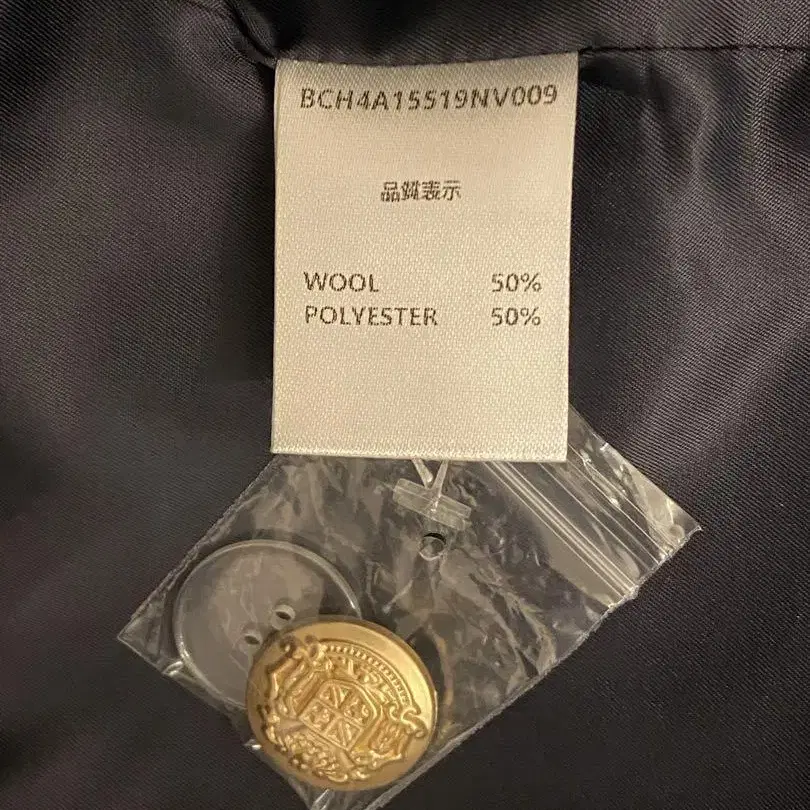 BCH4A15519NV009
品質表示
WOOL 50%
POLYESTER 50%